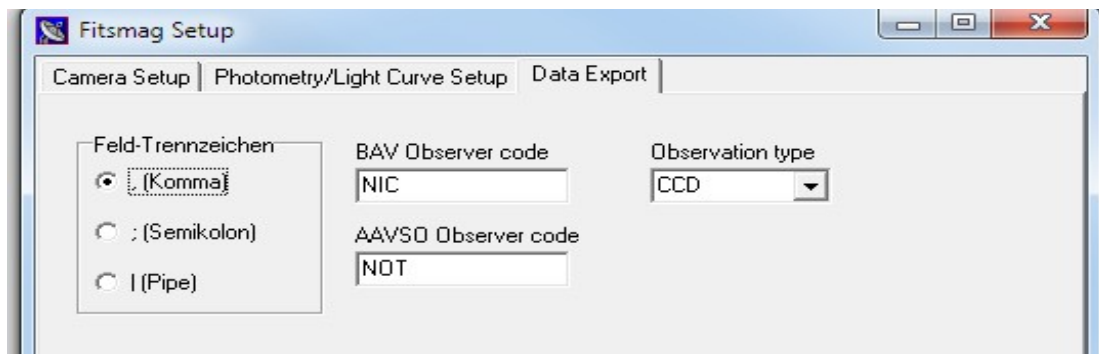 Fitsmag Setup
Camera Setup Photometry/Light Curve Setup Data Export
Feld-Trennzeichen
, (Komma)
; (Semikolon)
| (Pipe)
BAV Observer code
NIC
AAVSO Observer code
NOT
Observation type
CCD